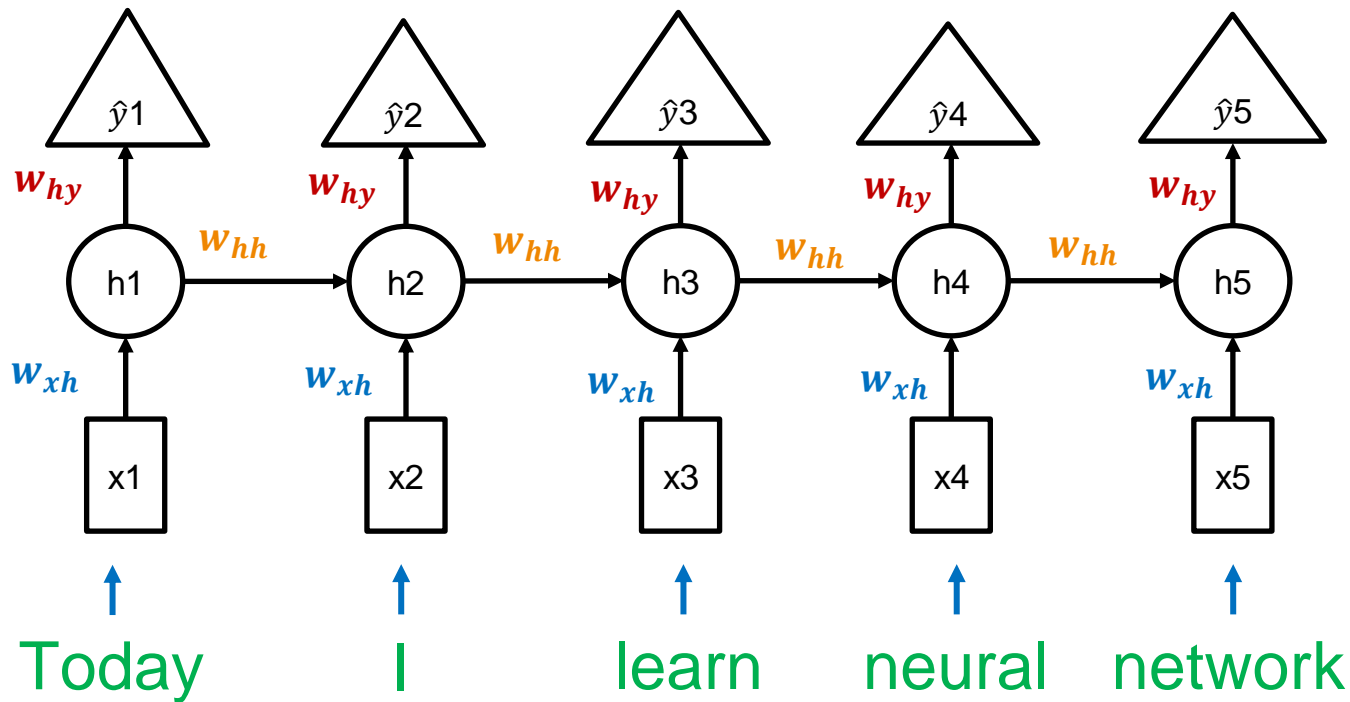 ŷ1 ŷ2 ŷ3 ŷ4 ŷ5
w_hy w_hy w_hy w_hy w_hy
w_hh w_hh w_hh w_hh
h1 h2 h3 h4 h5
w_xh w_xh w_xh w_xh w_xh
x1 x2 x3 x4 x5
Today I learn neural network